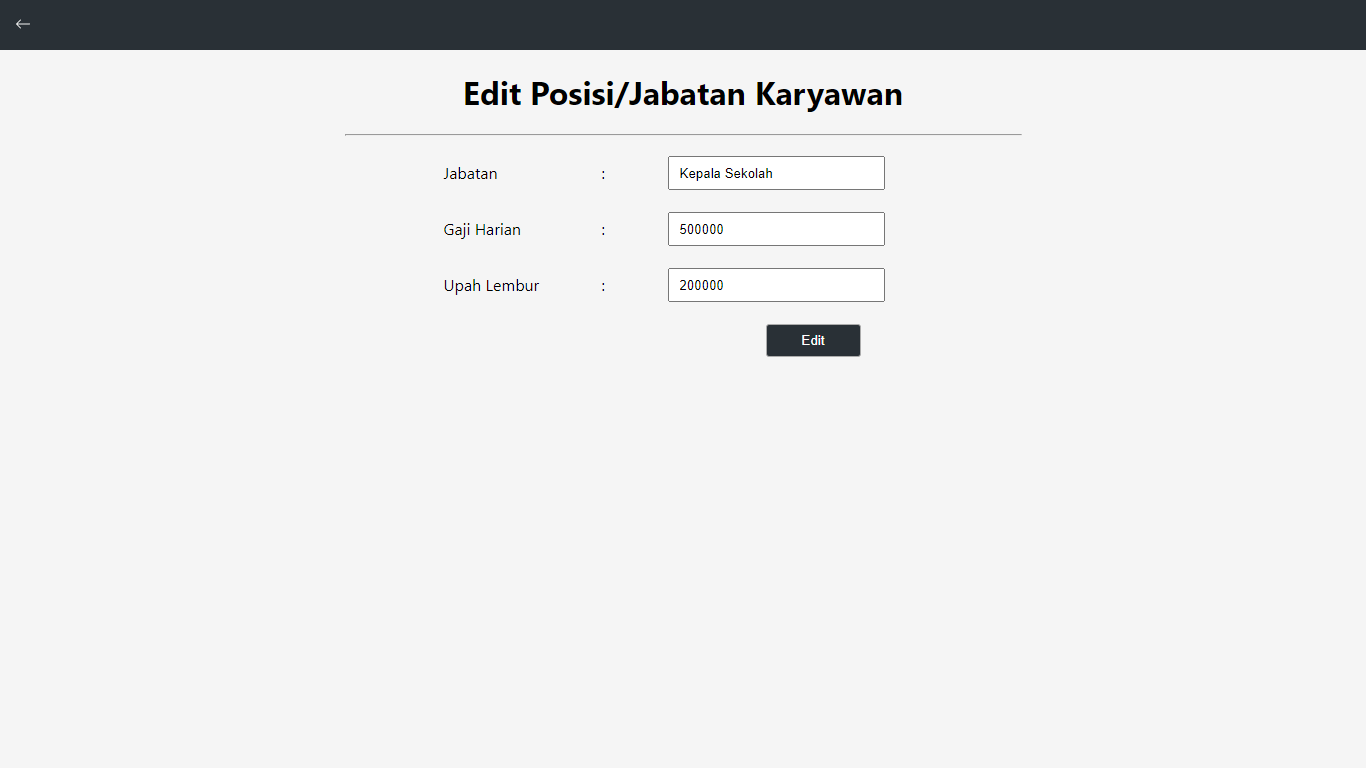 Edit Posisi/Jabatan Karyawan
Jabatan : Kepala Sekolah
Gaji Harian : 500000
Upah Lembur : 200000
Edit